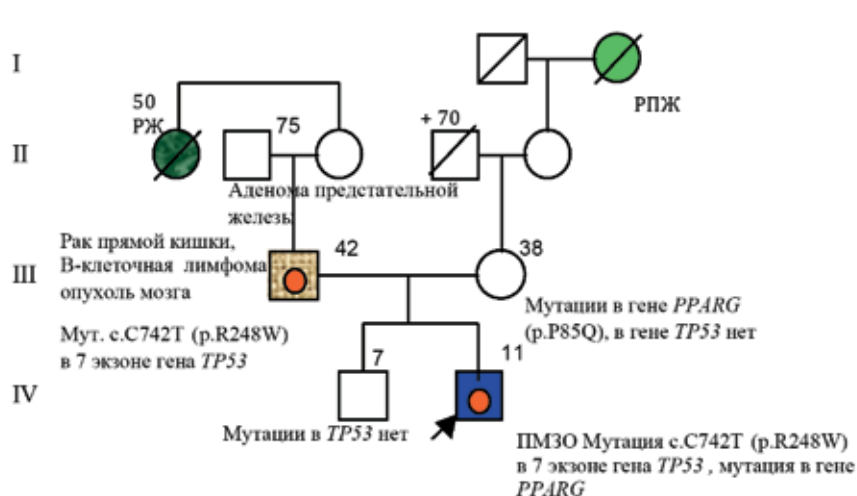 I
РПЖ
50
РЖ
75
+ 70
II
Аденома предстательной
железы
Рак прямой кишки,
В-клеточная лимфома
опухоль мозга
III
42
38
Мутации в гене PPARG
(p.P85Q), в гене TP53 нет
Мут. с.C742T (p.R248W)
в 7 экзоне гена TP53
7
11
IV
Мутации в TP53 нет
ПМЗО Мутация с.C742T (p.R248W)
в 7 экзоне гена TP53 , мутация в гене
PPARG